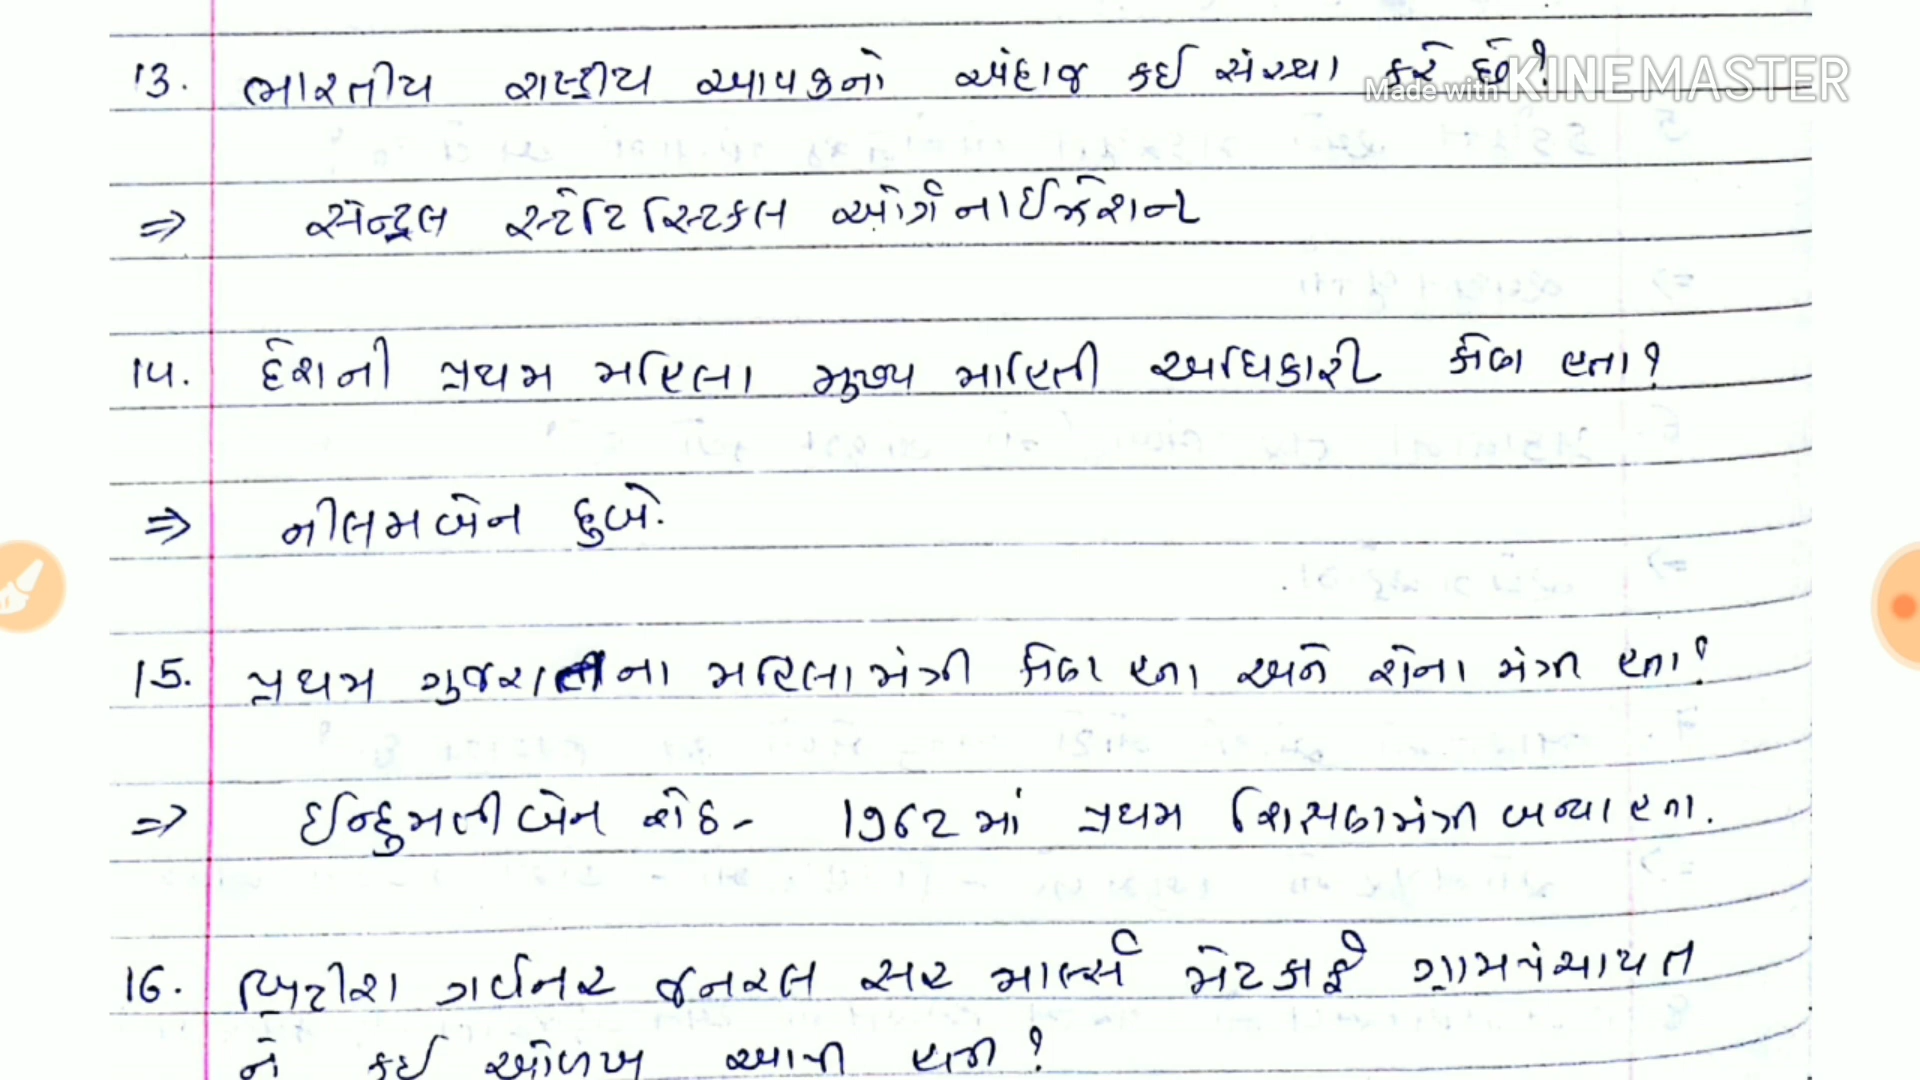 13. ભારતીય રાષ્ટ્રીય આવકનો અંદાજ કઈ સંસ્થા કરે છે?
Made with KINEMASTER
⇒ સેન્ટ્રલ સ્ટેટિસ્ટિકલ ઓર્ગેનાઈઝેશન
14. દેશની પ્રથમ મહિલા મુખ્ય માહિતી અધિકારી કોણ હતા?
⇒ નીલમબેન દુબે.
15. પ્રથમ ગુજરાતીના મહિલામંત્રી કોણ હતા અને શેના મંત્રી હતા?
⇒ ઈન્દુમતીબેન શેઠ - 1962 માં પ્રથમ શિક્ષણમંત્રી બન્યા હતા.
16. બ્રિટીશ ગર્વનર જનરલ સર માર્લ્સ મેટકાફે ગ્રામપંચાયત
ને કઈ ઓળખ આપી હતી?